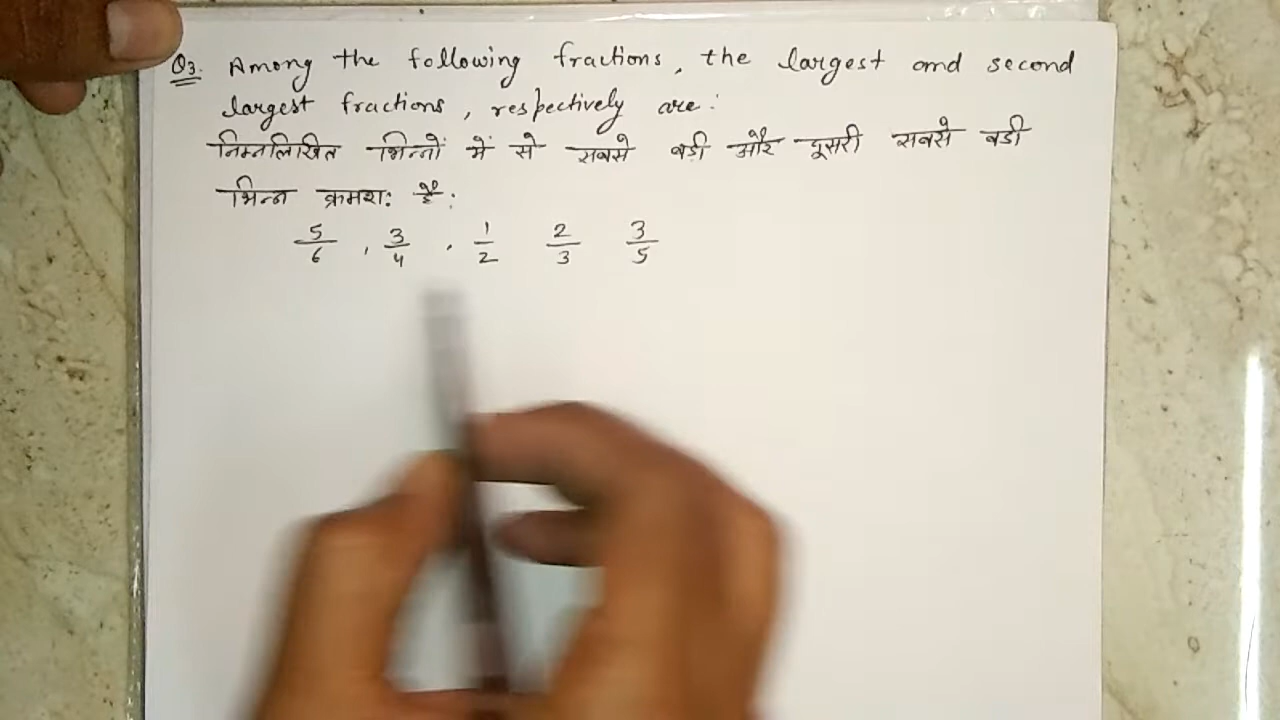 Q3. Among the following fractions, the largest and second
largest fractions, respectively are:
निम्नलिखित भिन्नों में से सबसे बडी और दूसरी सबसे बडी
भिन्न क्रमश: है:
5/6 , 3/4 , 1/2 2/3 3/5